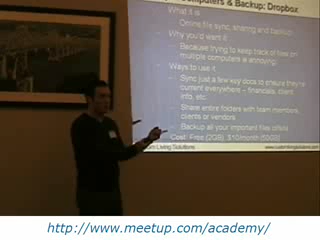 Computers & Backup: Dropbox
What it is
Online file sync, sharing and backup
Why you'd want it
Because trying to keep track of files on
multiple computers is annoying
Ways to use it
Sync just a few key docs to ensure they're
current everywhere – financials, client
info, etc.
Share entire folders with team members,
clients or vendors
Backup all your important files offsite
Cost: Free (2GB), $10/month (50GB)
Living Solutions
http://www.meetup.com/academy/